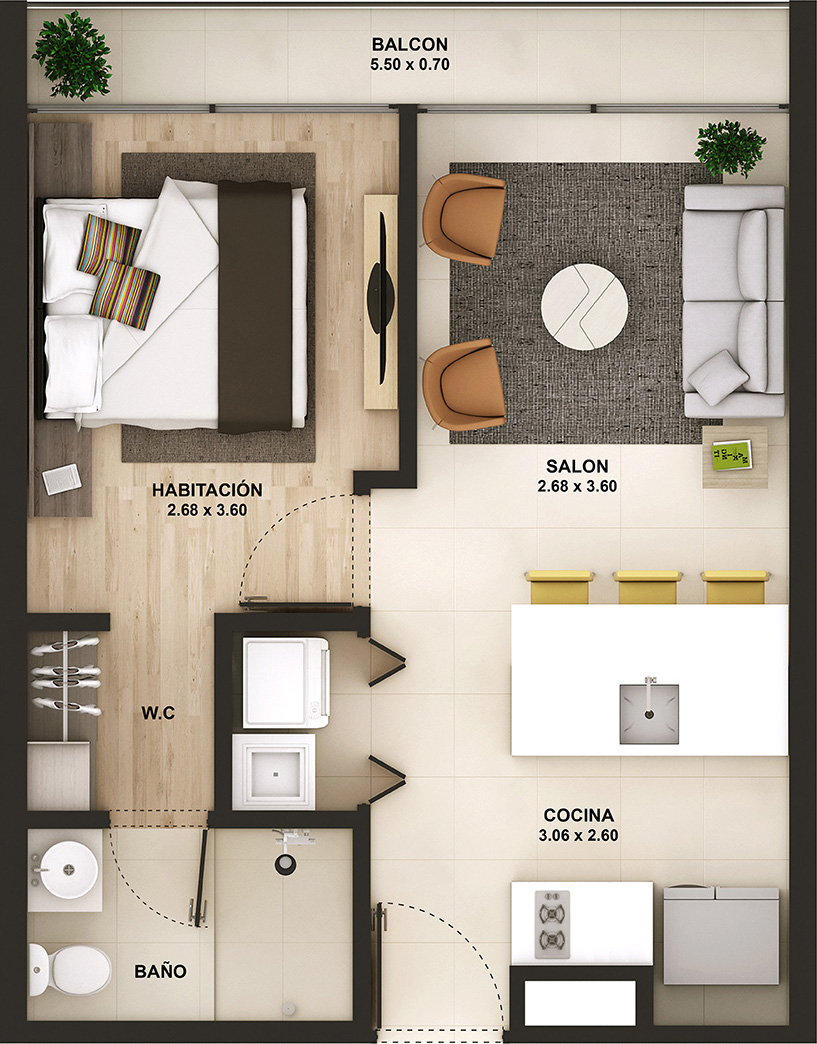 BALCON
5.50 x 0.70
HABITACIÓN
2.68 x 3.60
SALON
2.68 x 3.60
W.C
COCINA
3.06 x 2.60
BAÑO